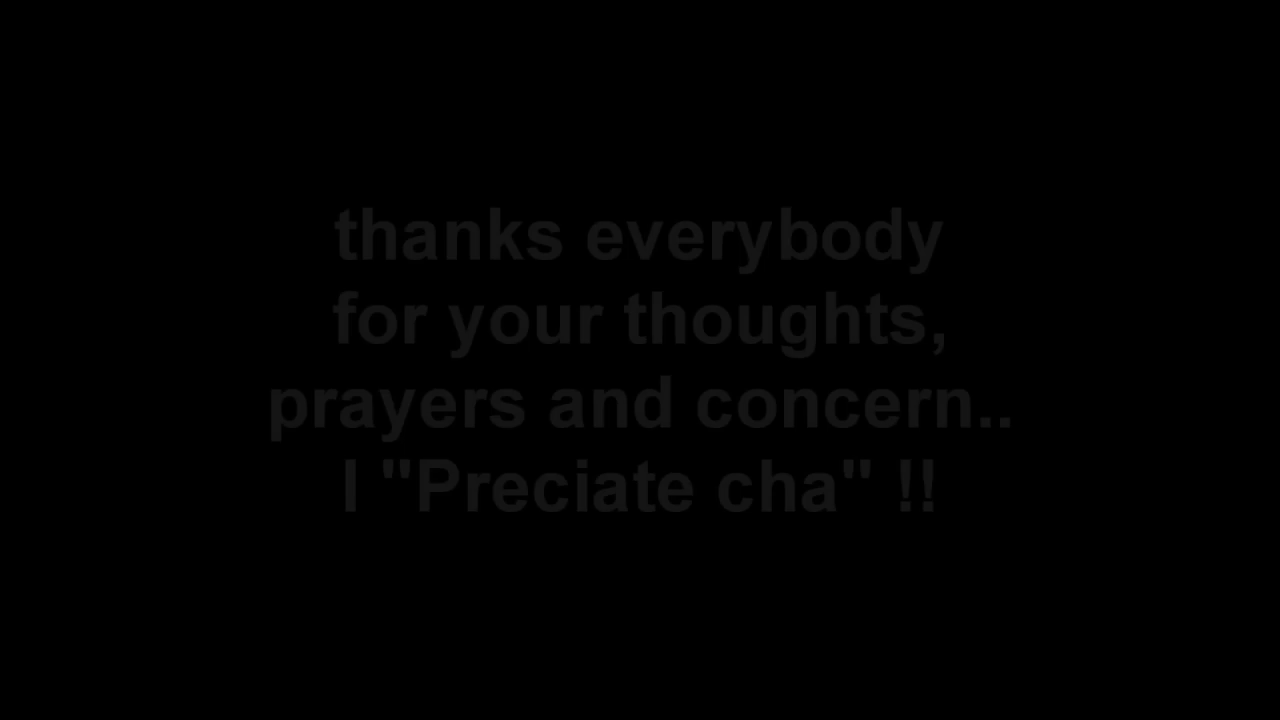 thanks everybody
for your thoughts,
prayers and concern..
I "Preciate cha" !!